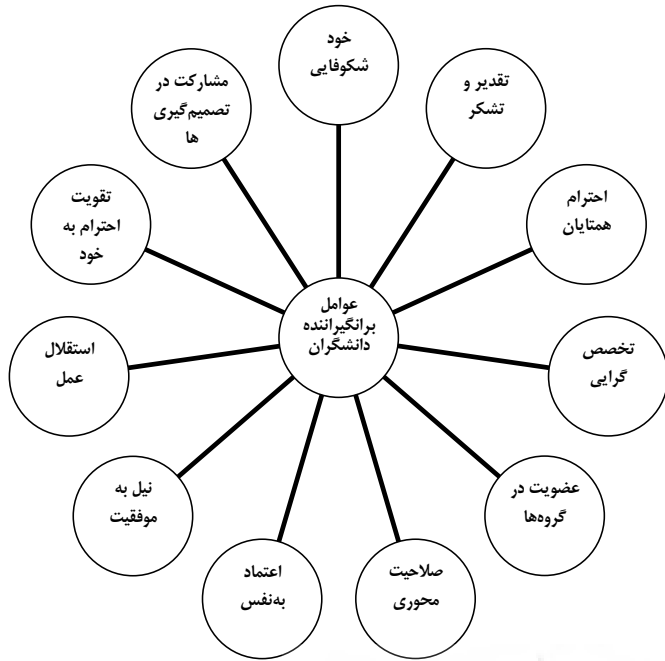 خود
شکوفایی
تقدیر و
تشکر
احترام
همتایان
تخصص
گرایی
عضویت در
گروه‌ها
صلاحیت
محوری
اعتماد
به‌نفس
نیل به
موفقیت
استقلال
عمل
تقویت
احترام به
خود
مشارکت در
تصمیم‌گیری
ها
عوامل
برانگیراننده
دانشگران